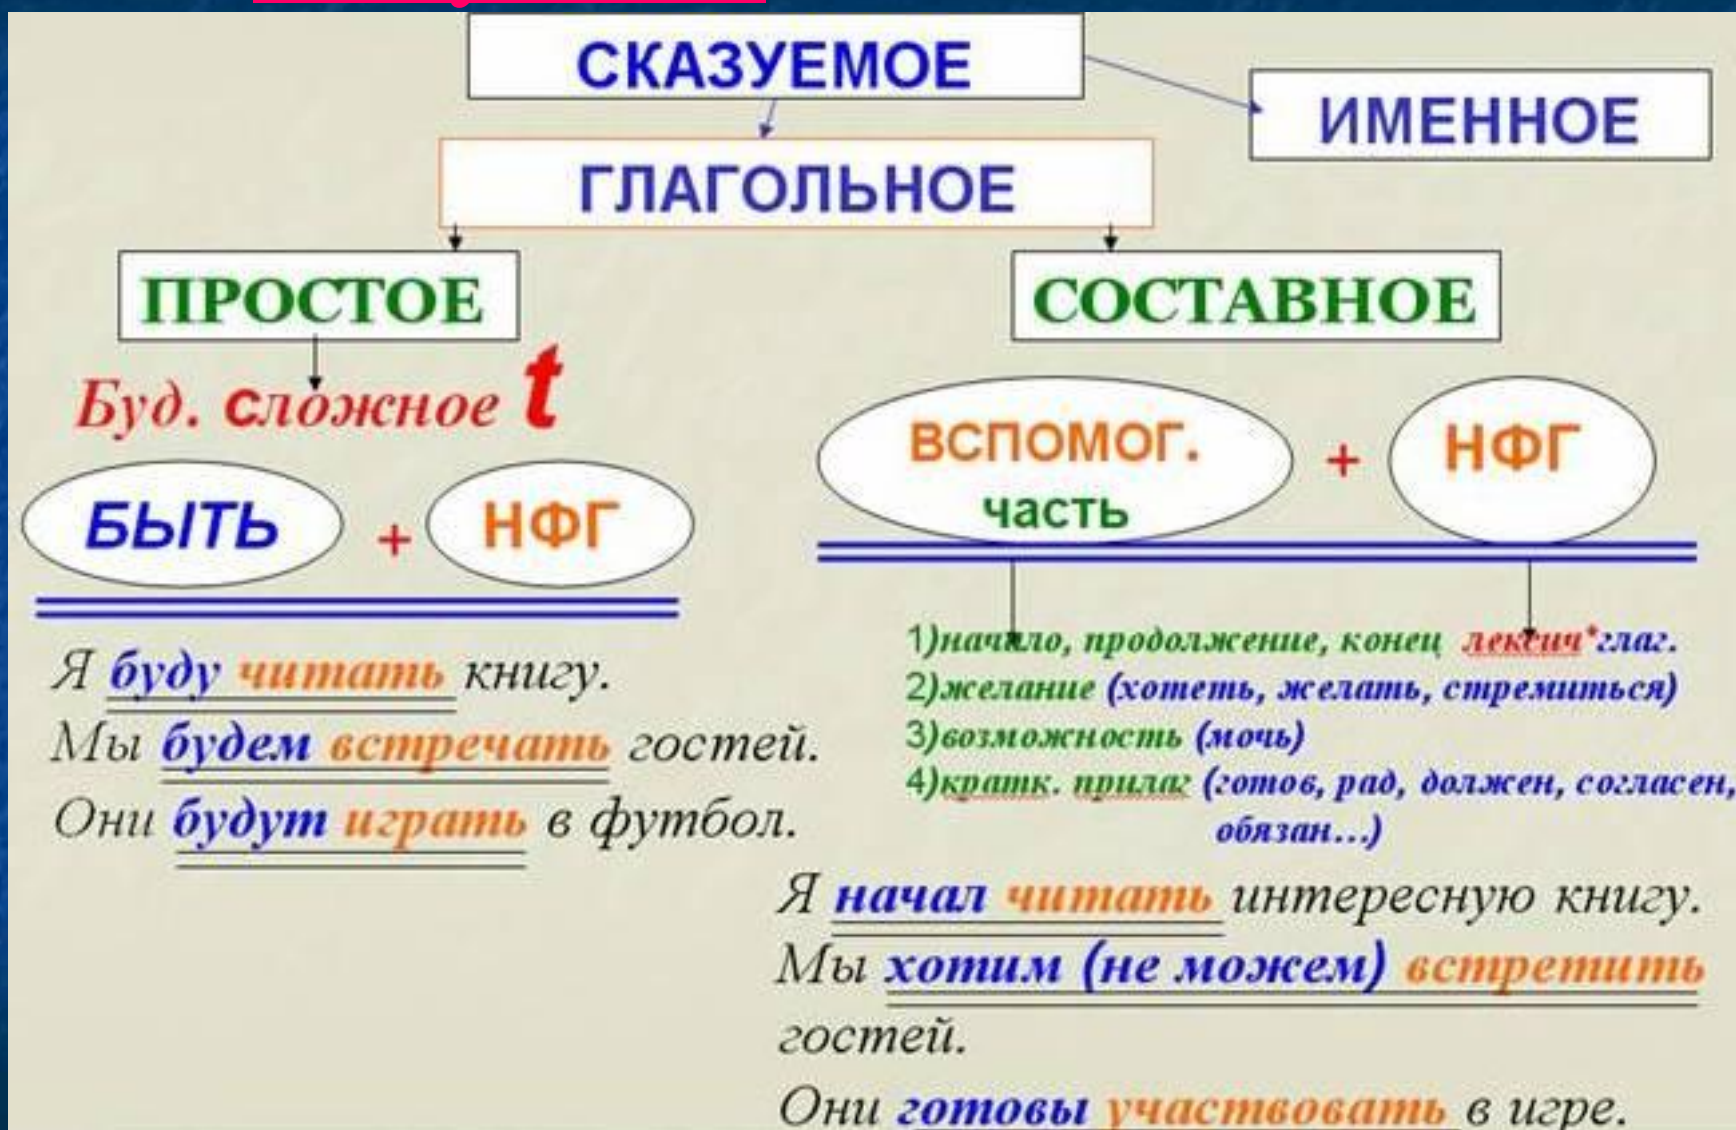 СКАЗУЕМОЕ
ИМЕННОЕ
ГЛАГОЛЬНОЕ
ПРОСТОЕ
Буд. сложное t
БЫТЬ + НФГ
Я буду читать книгу.
Мы будем встречать гостей.
Они будут играть в футбол.
СОСТАВНОЕ
ВСПОМОГ. часть + НФГ
1)начало, продолжение, конец лексич*глаг.
2)желание (хотеть, желать, стремиться)
3)возможность (мочь)
4)кратк. прилаг (готов, рад, должен, согласен,
обязан...)
Я начал читать интересную книгу.
Мы хотим (не можем) встретить
гостей.
Они готовы участвовать в игре.